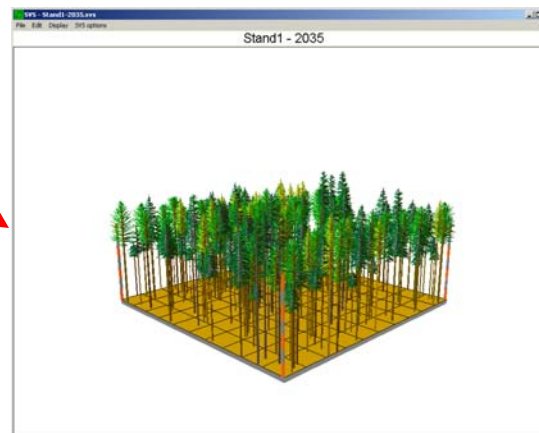 SVS - Stand1-2035.svs
File Edit Display SVS options
Stand1 - 2035